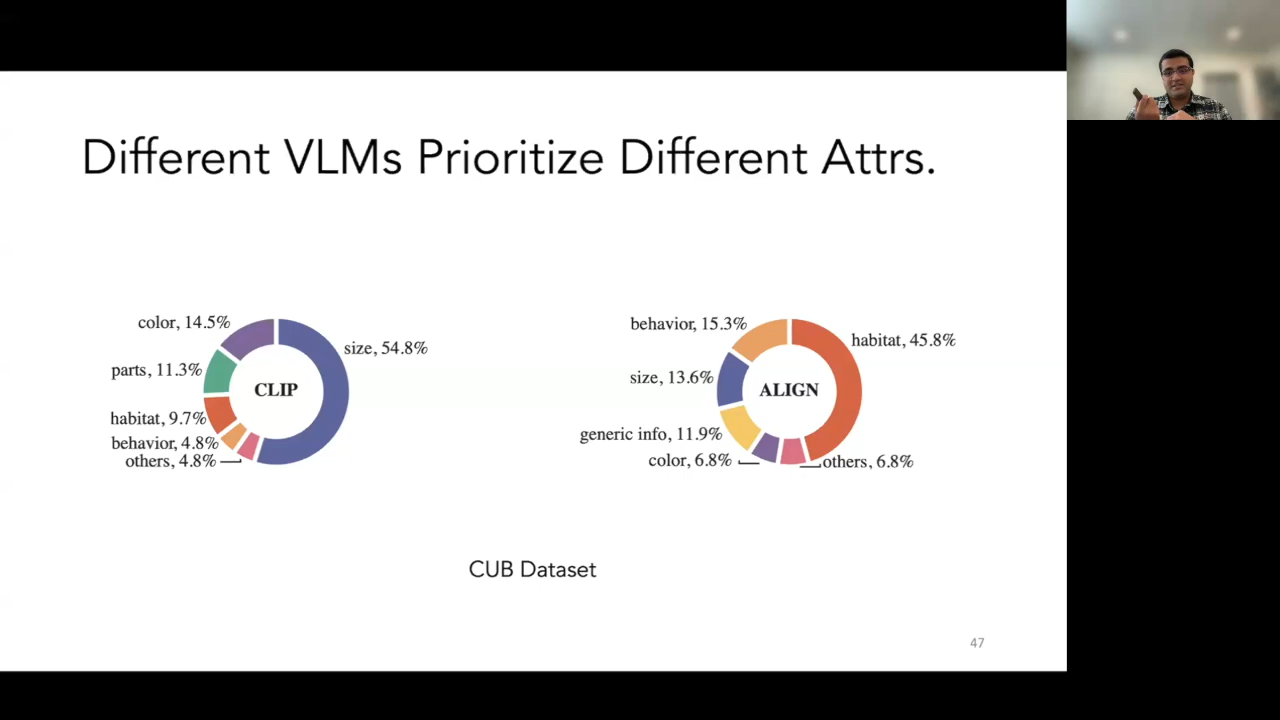 Different VLMs Prioritize Different Attrs.
color, 14.5%
size, 54.8%
parts, 11.3%
CLIP
habitat, 9.7%
behavior, 4.8%
others, 4.8%
behavior, 15.3%
habitat, 45.8%
size, 13.6%
ALIGN
generic info, 11.9%
color, 6.8%
others, 6.8%
CUB Dataset
47